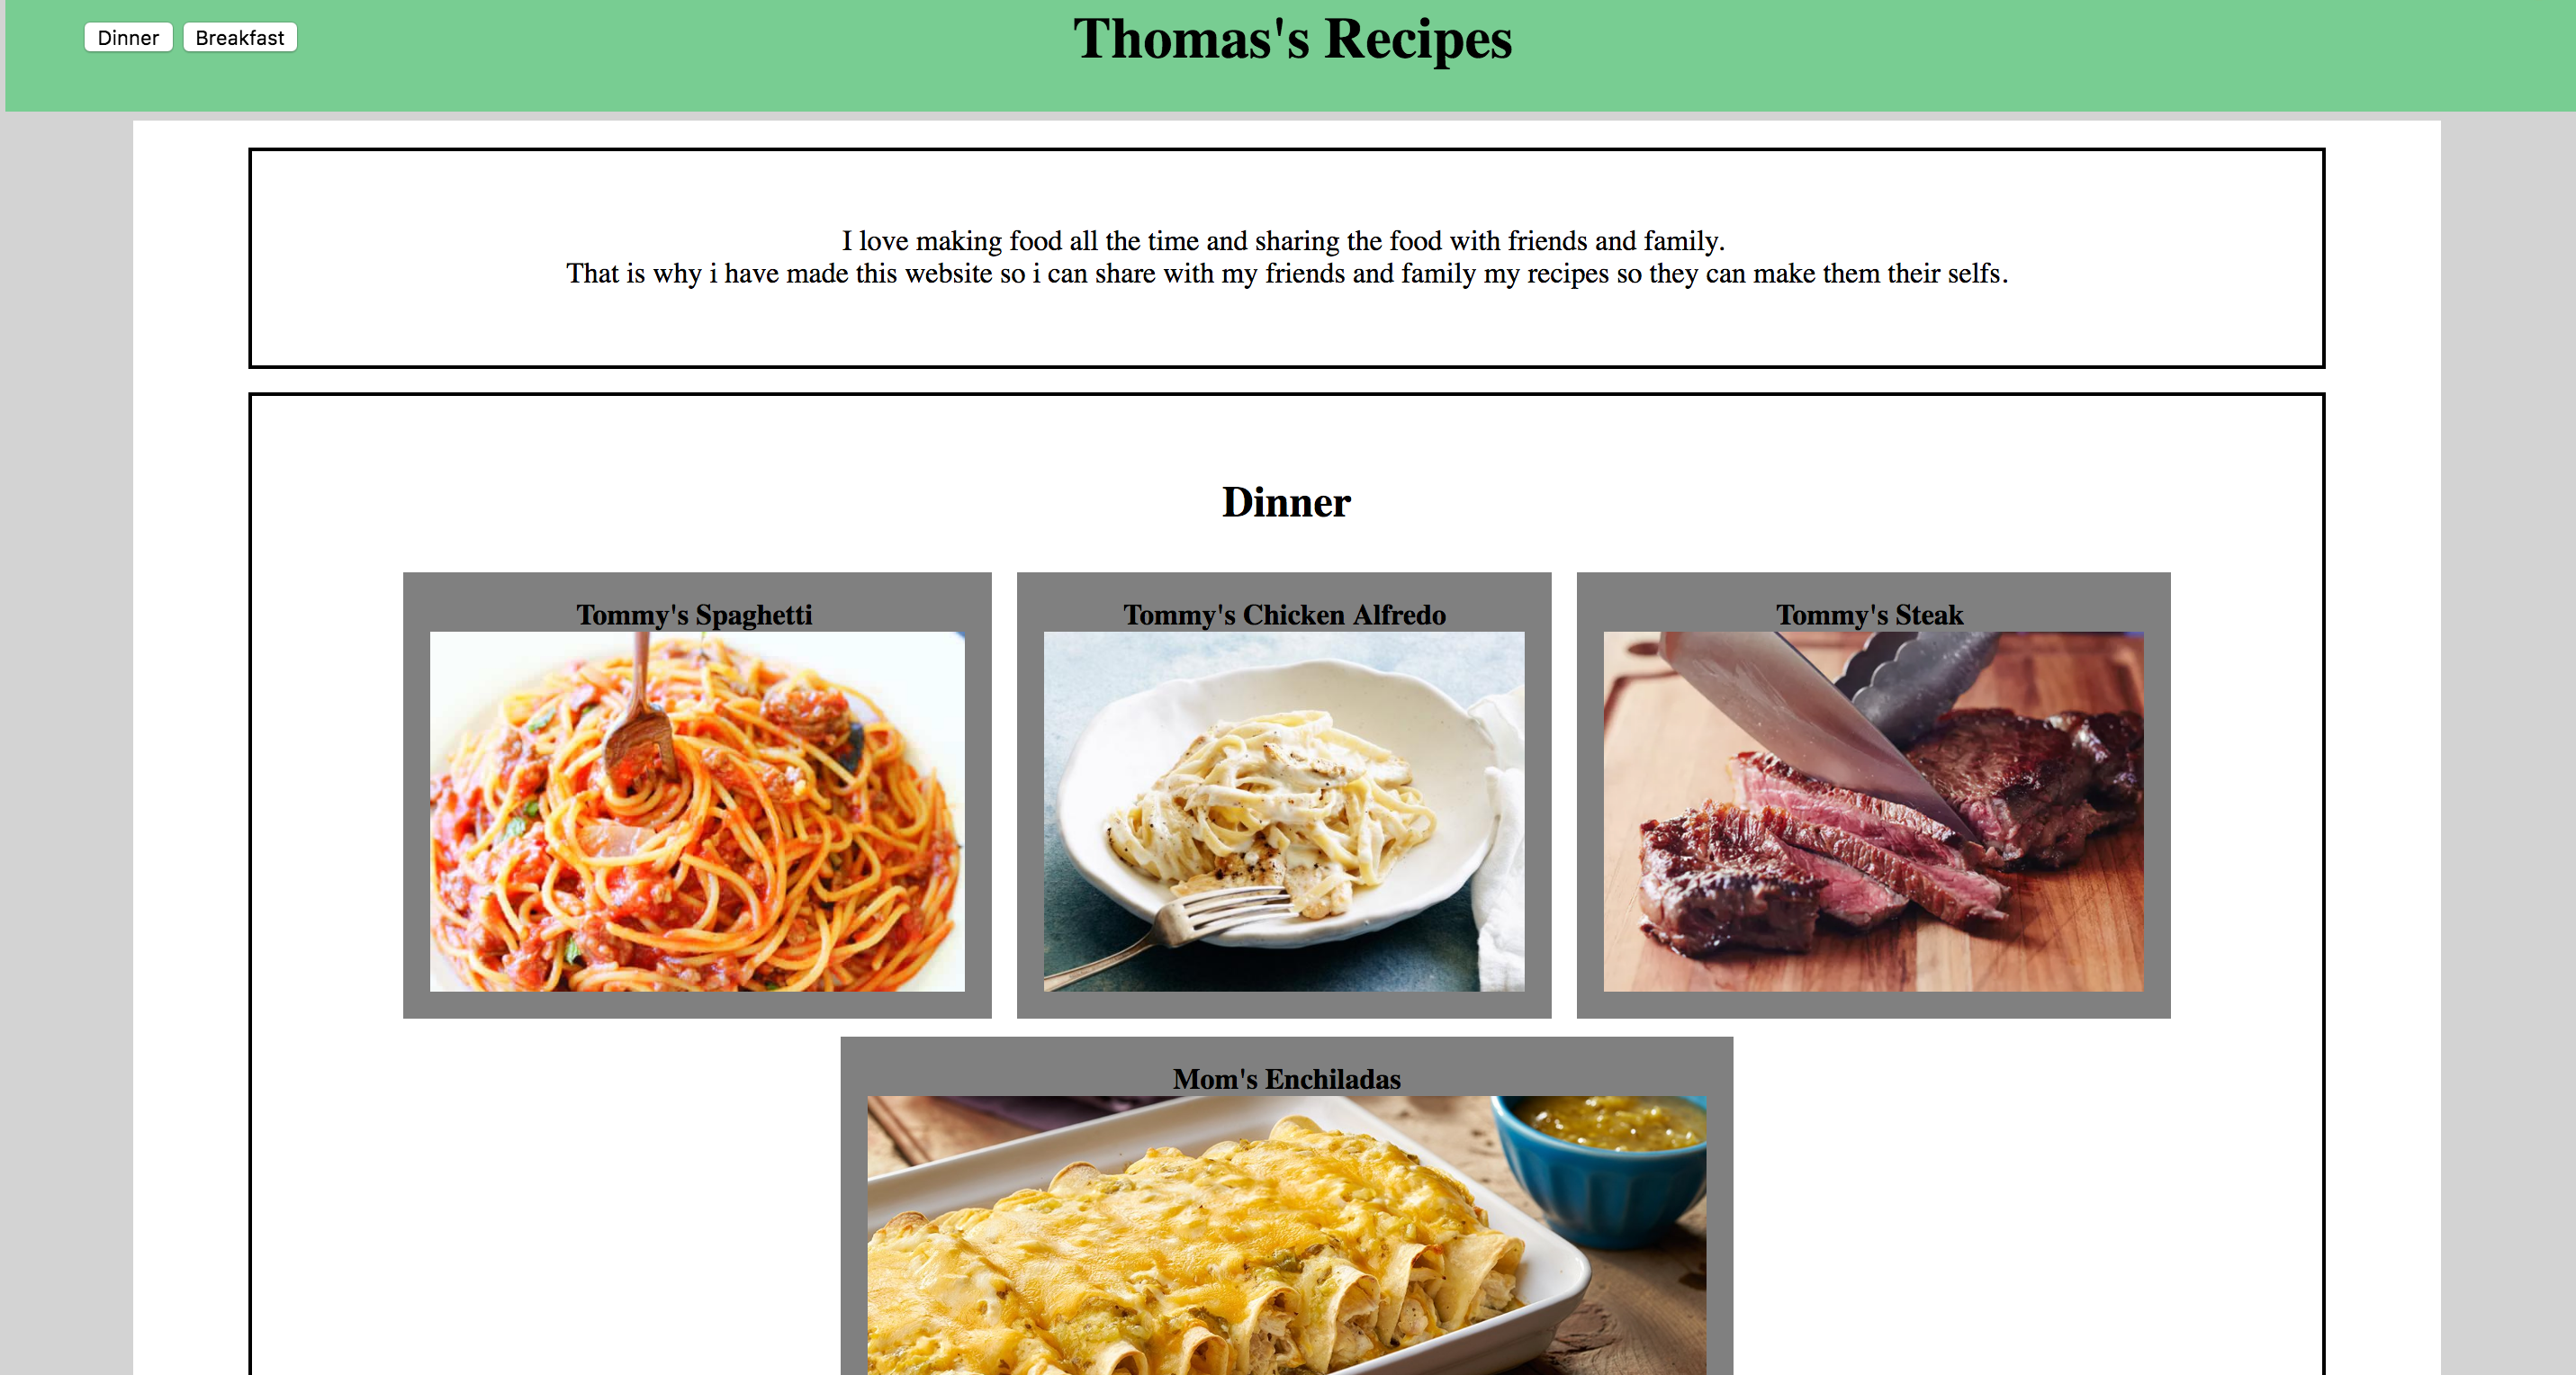 Dinner Breakfast
Thomas's Recipes
I love making food all the time and sharing the food with friends and family.
That is why i have made this website so i can share with my friends and family my recipes so they can make them their selfs.
Dinner
Tommy's Spaghetti
Tommy's Chicken Alfredo
Tommy's Steak
Mom's Enchiladas